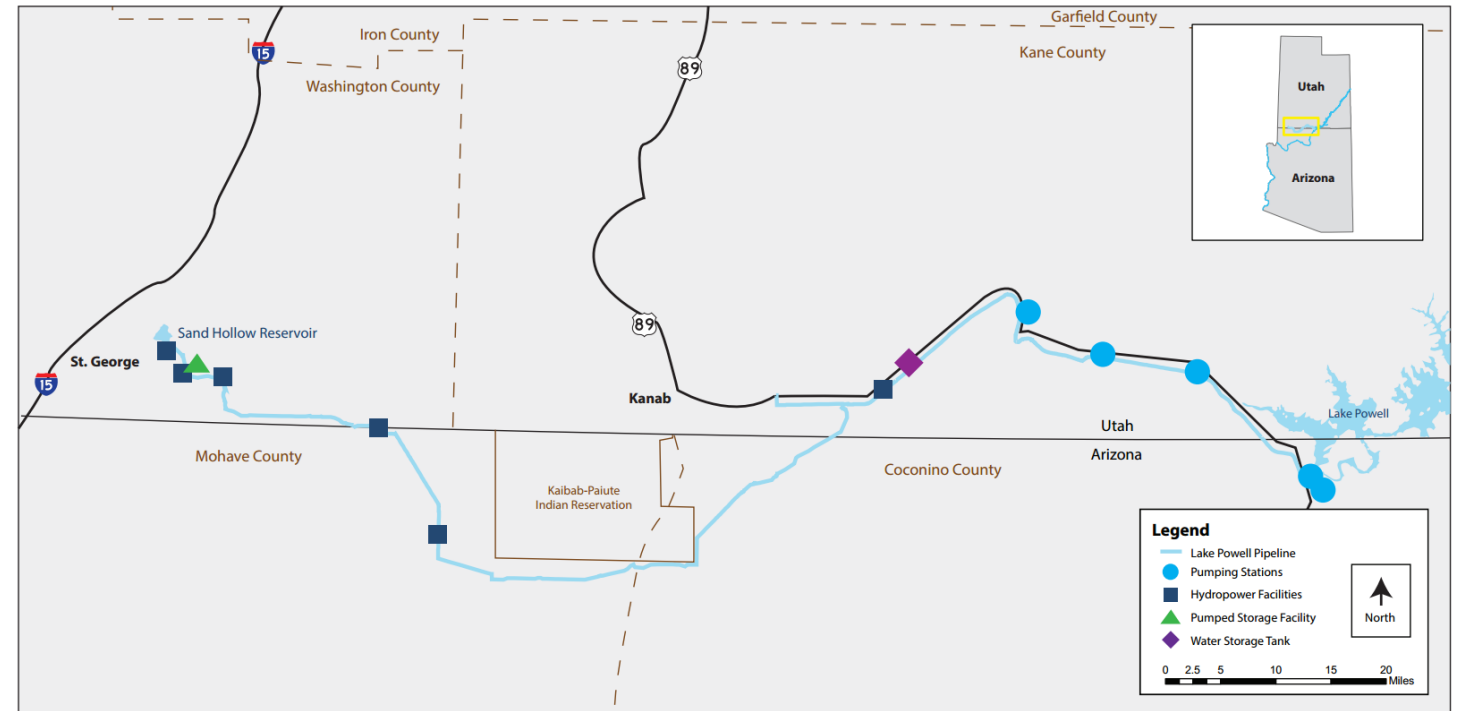 Garfield County
Iron County
Kane County
15
89
Washington County
Utah
Arizona
Sand Hollow Reservoir
89
St. George
15
Kanab
Lake Powell
Utah
Arizona
Mohave County
Coconino County
Kaibab-Paiute
Indian Reservation
Legend
Lake Powell Pipeline
Pumping Stations
Hydropower Facilities
Pumped Storage Facility
Water Storage Tank
North
0 2.5 5 10 15 20
Miles